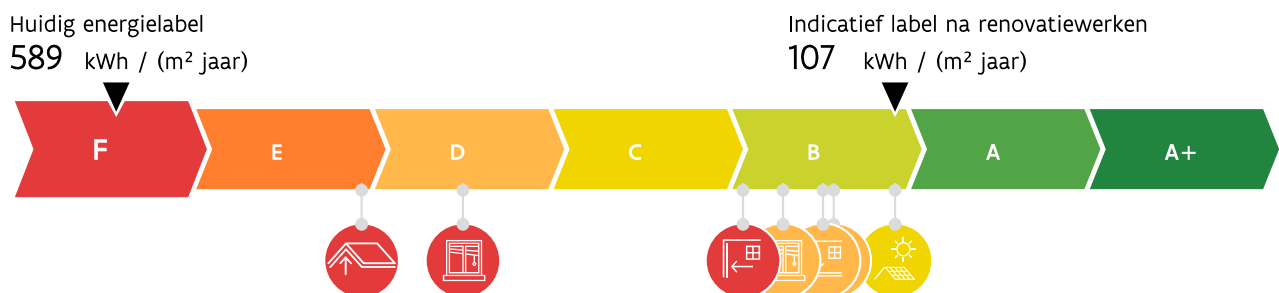 Huidig energielabel
589 kWh / (m² jaar)
Indicatief label na renovatiewerken
107 kWh / (m² jaar)
F E D C B A A+